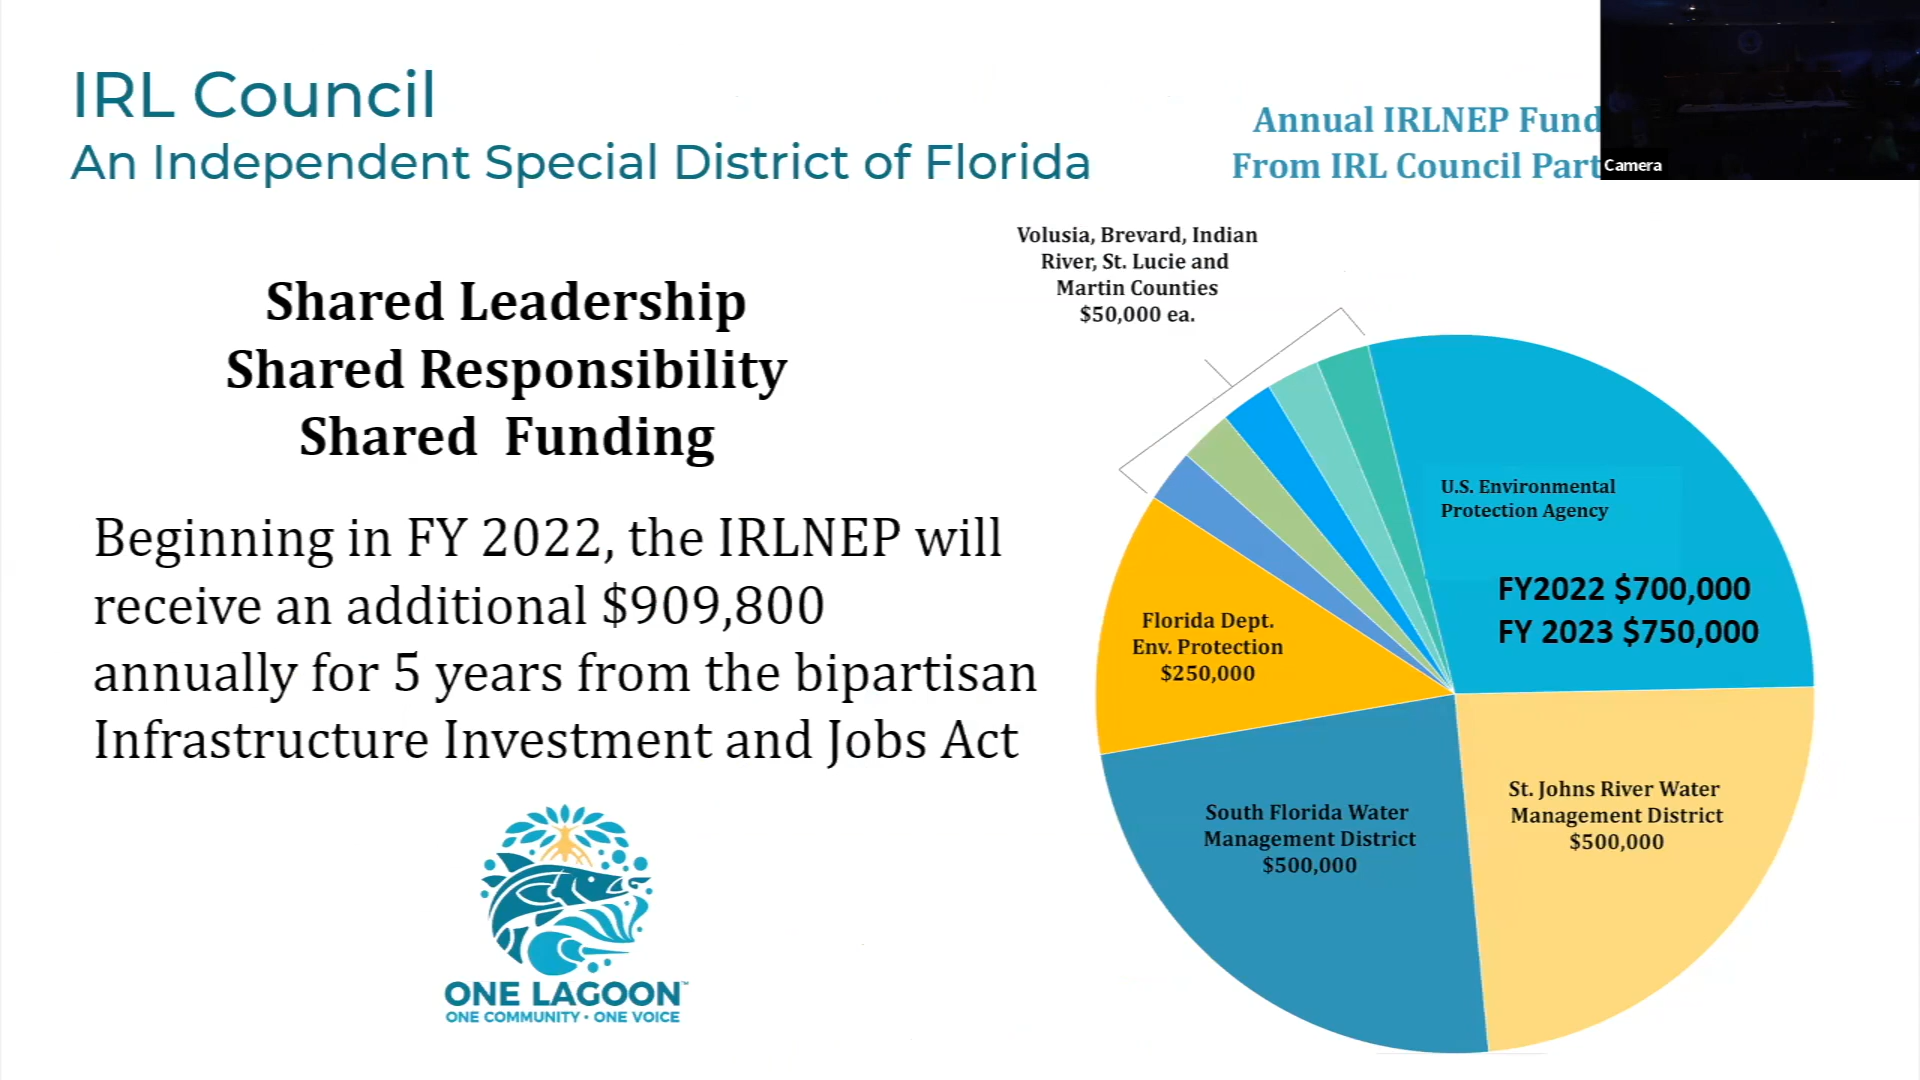 IRL Council
An Independent Special District of Florida
Annual IRLNEP Fund
From IRL Council Part
Camera
Shared Leadership
Shared Responsibility
Shared Funding
Beginning in FY 2022, the IRLNEP will
receive an additional $909,800
annually for 5 years from the bipartisan
Infrastructure Investment and Jobs Act
Volusia, Brevard, Indian
River, St. Lucie and
Martin Counties
$50,000 ea.
U.S. Environmental
Protection Agency
FY2022 $700,000
FY 2023 $750,000
Florida Dept.
Env. Protection
$250,000
South Florida Water
Management District
$500,000
St. Johns River Water
Management District
$500,000
ONE LAGOON™
ONE COMMUNITY • ONE VOICE